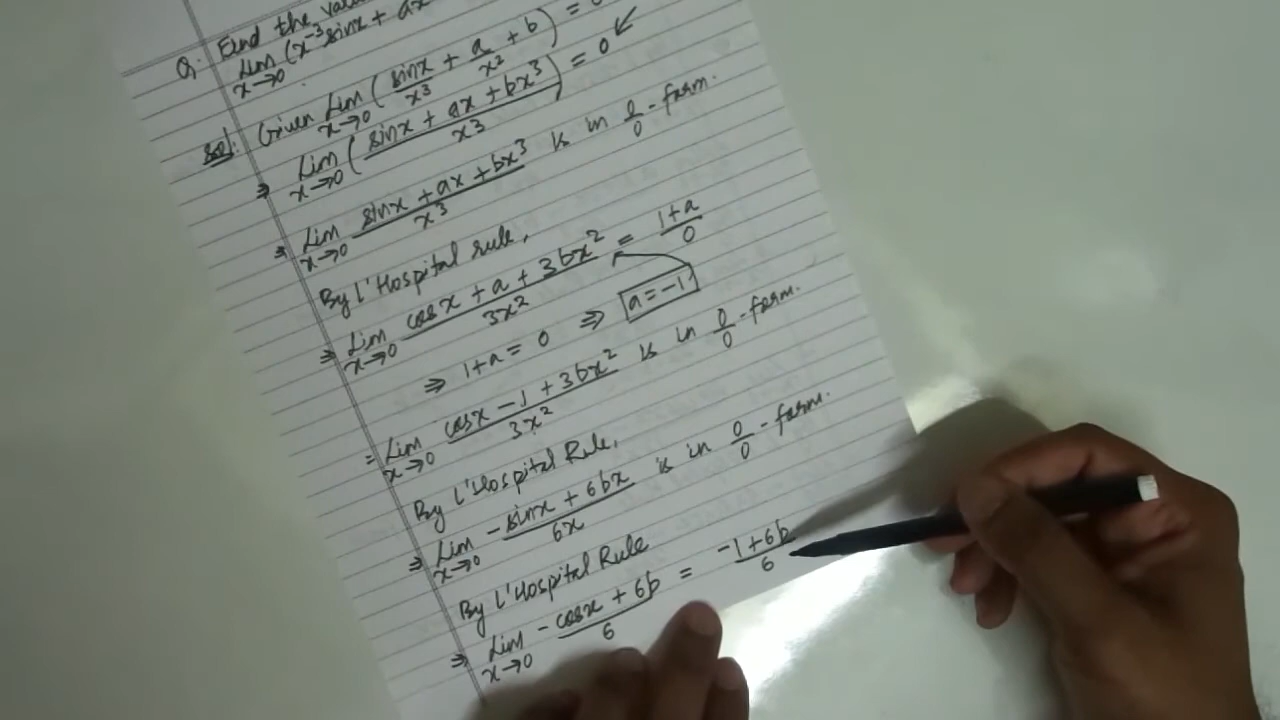 Q. Find the
Lim x→0 (x⁻³ sinx + ax
Sol: Given Lim x→0 (sinx/x³ + a/x² + b) = 0
⇒ Lim x→0 (sinx + ax + bx³/x³) = 0 ↙
⇒ Lim x→0 sinx + ax + bx³/x³ is in 0/0 - form.
By L'Hospital rule,
⇒ Lim x→0 cosx + a + 3bx²/3x² = 1+a/0
⇒ 1+a = 0 ⇒ a = -1
= Lim x→0 cosx - 1 + 3bx²/3x² is in 0/0 - form.
By L'Hospital Rule,
⇒ Lim x→0 -sinx + 6bx/6x is in 0/0 - form.
By L'Hospital Rule
⇒ Lim x→0 -cosx + 6b/6 = -1+6b/6